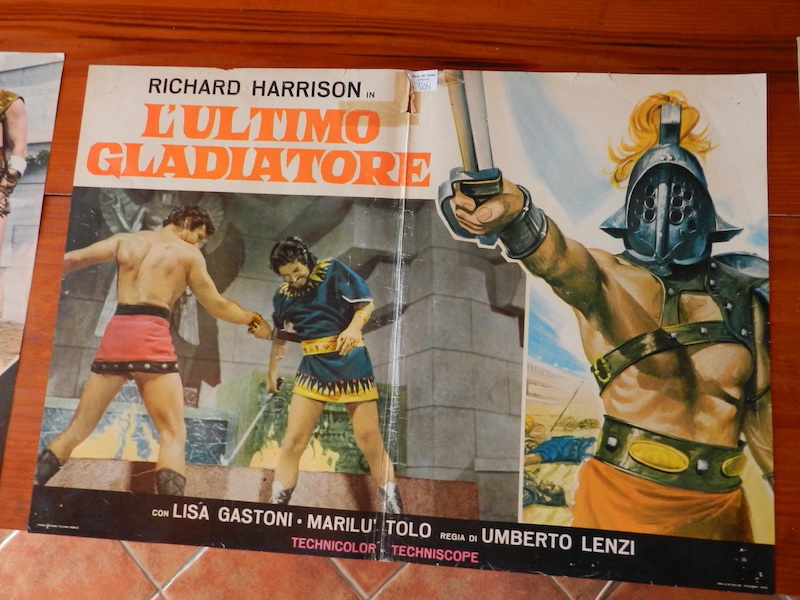 RICHARD HARRISON IN
L'ULTIMO
GLADIATORE
CON LISA GASTONI · MARILU' TOLO REGIA DI UMBERTO LENZI
TECHNICOLOR - TECHNISCOPE